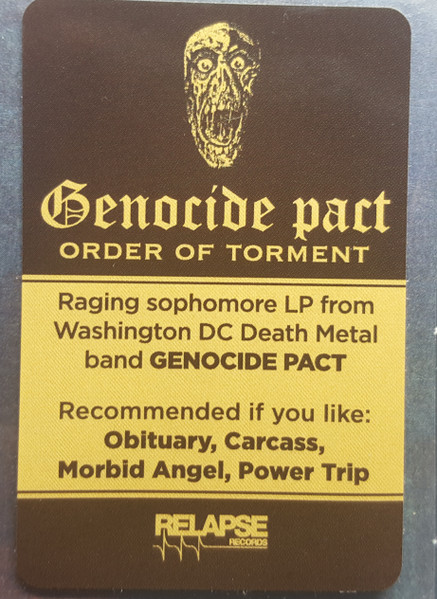 Genocide pact
ORDER OF TORMENT
Raging sophomore LP from
Washington DC Death Metal
band GENOCIDE PACT
Recommended if you like:
Obituary, Carcass,
Morbid Angel, Power Trip
RELAPSE
RECORDS